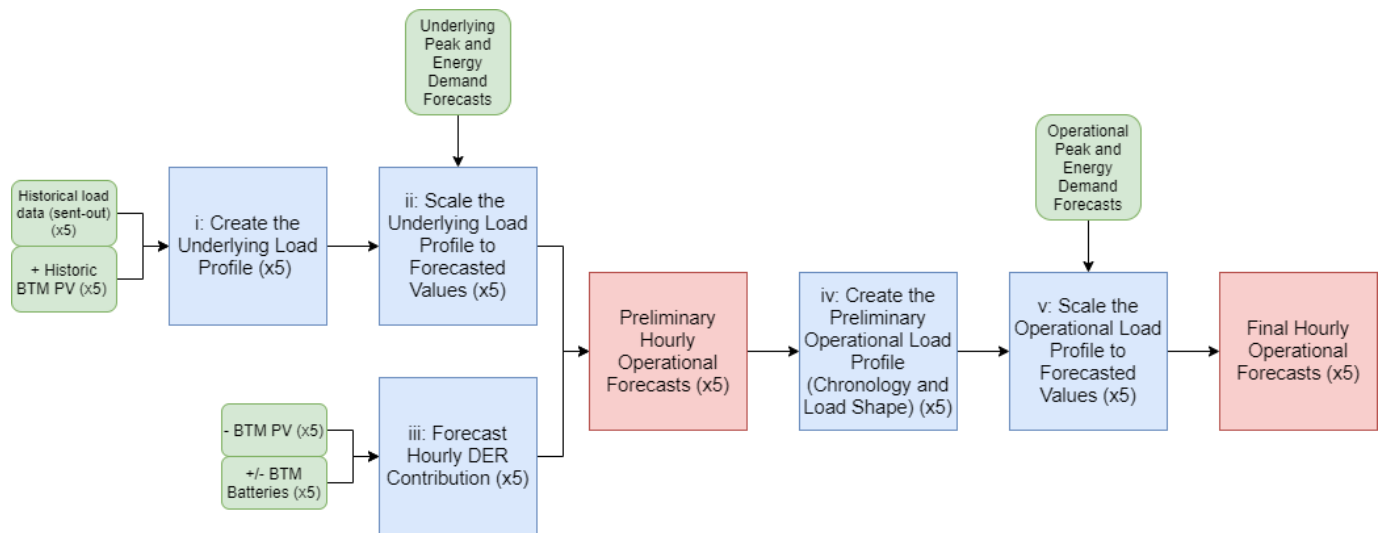 Underlying
Peak and
Energy
Demand
Forecasts
Operational
Peak and
Energy
Demand
Forecasts
Historical load
data (sent-out)
(x5)
+ Historic
BTM PV (x5)
i: Create the
Underlying Load
Profile (x5)
ii: Scale the
Underlying Load
Profile to
Forecasted
Values (x5)
- BTM PV (x5)
+/- BTM
Batteries (x5)
iii: Forecast
Hourly DER
Contribution (x5)
Preliminary
Hourly
Operational
Forecasts (x5)
iv: Create the
Preliminary
Operational Load
Profile
(Chronology and
Load Shape) (x5)
v: Scale the
Operational Load
Profile to
Forecasted
Values (x5)
Final Hourly
Operational
Forecasts (x5)